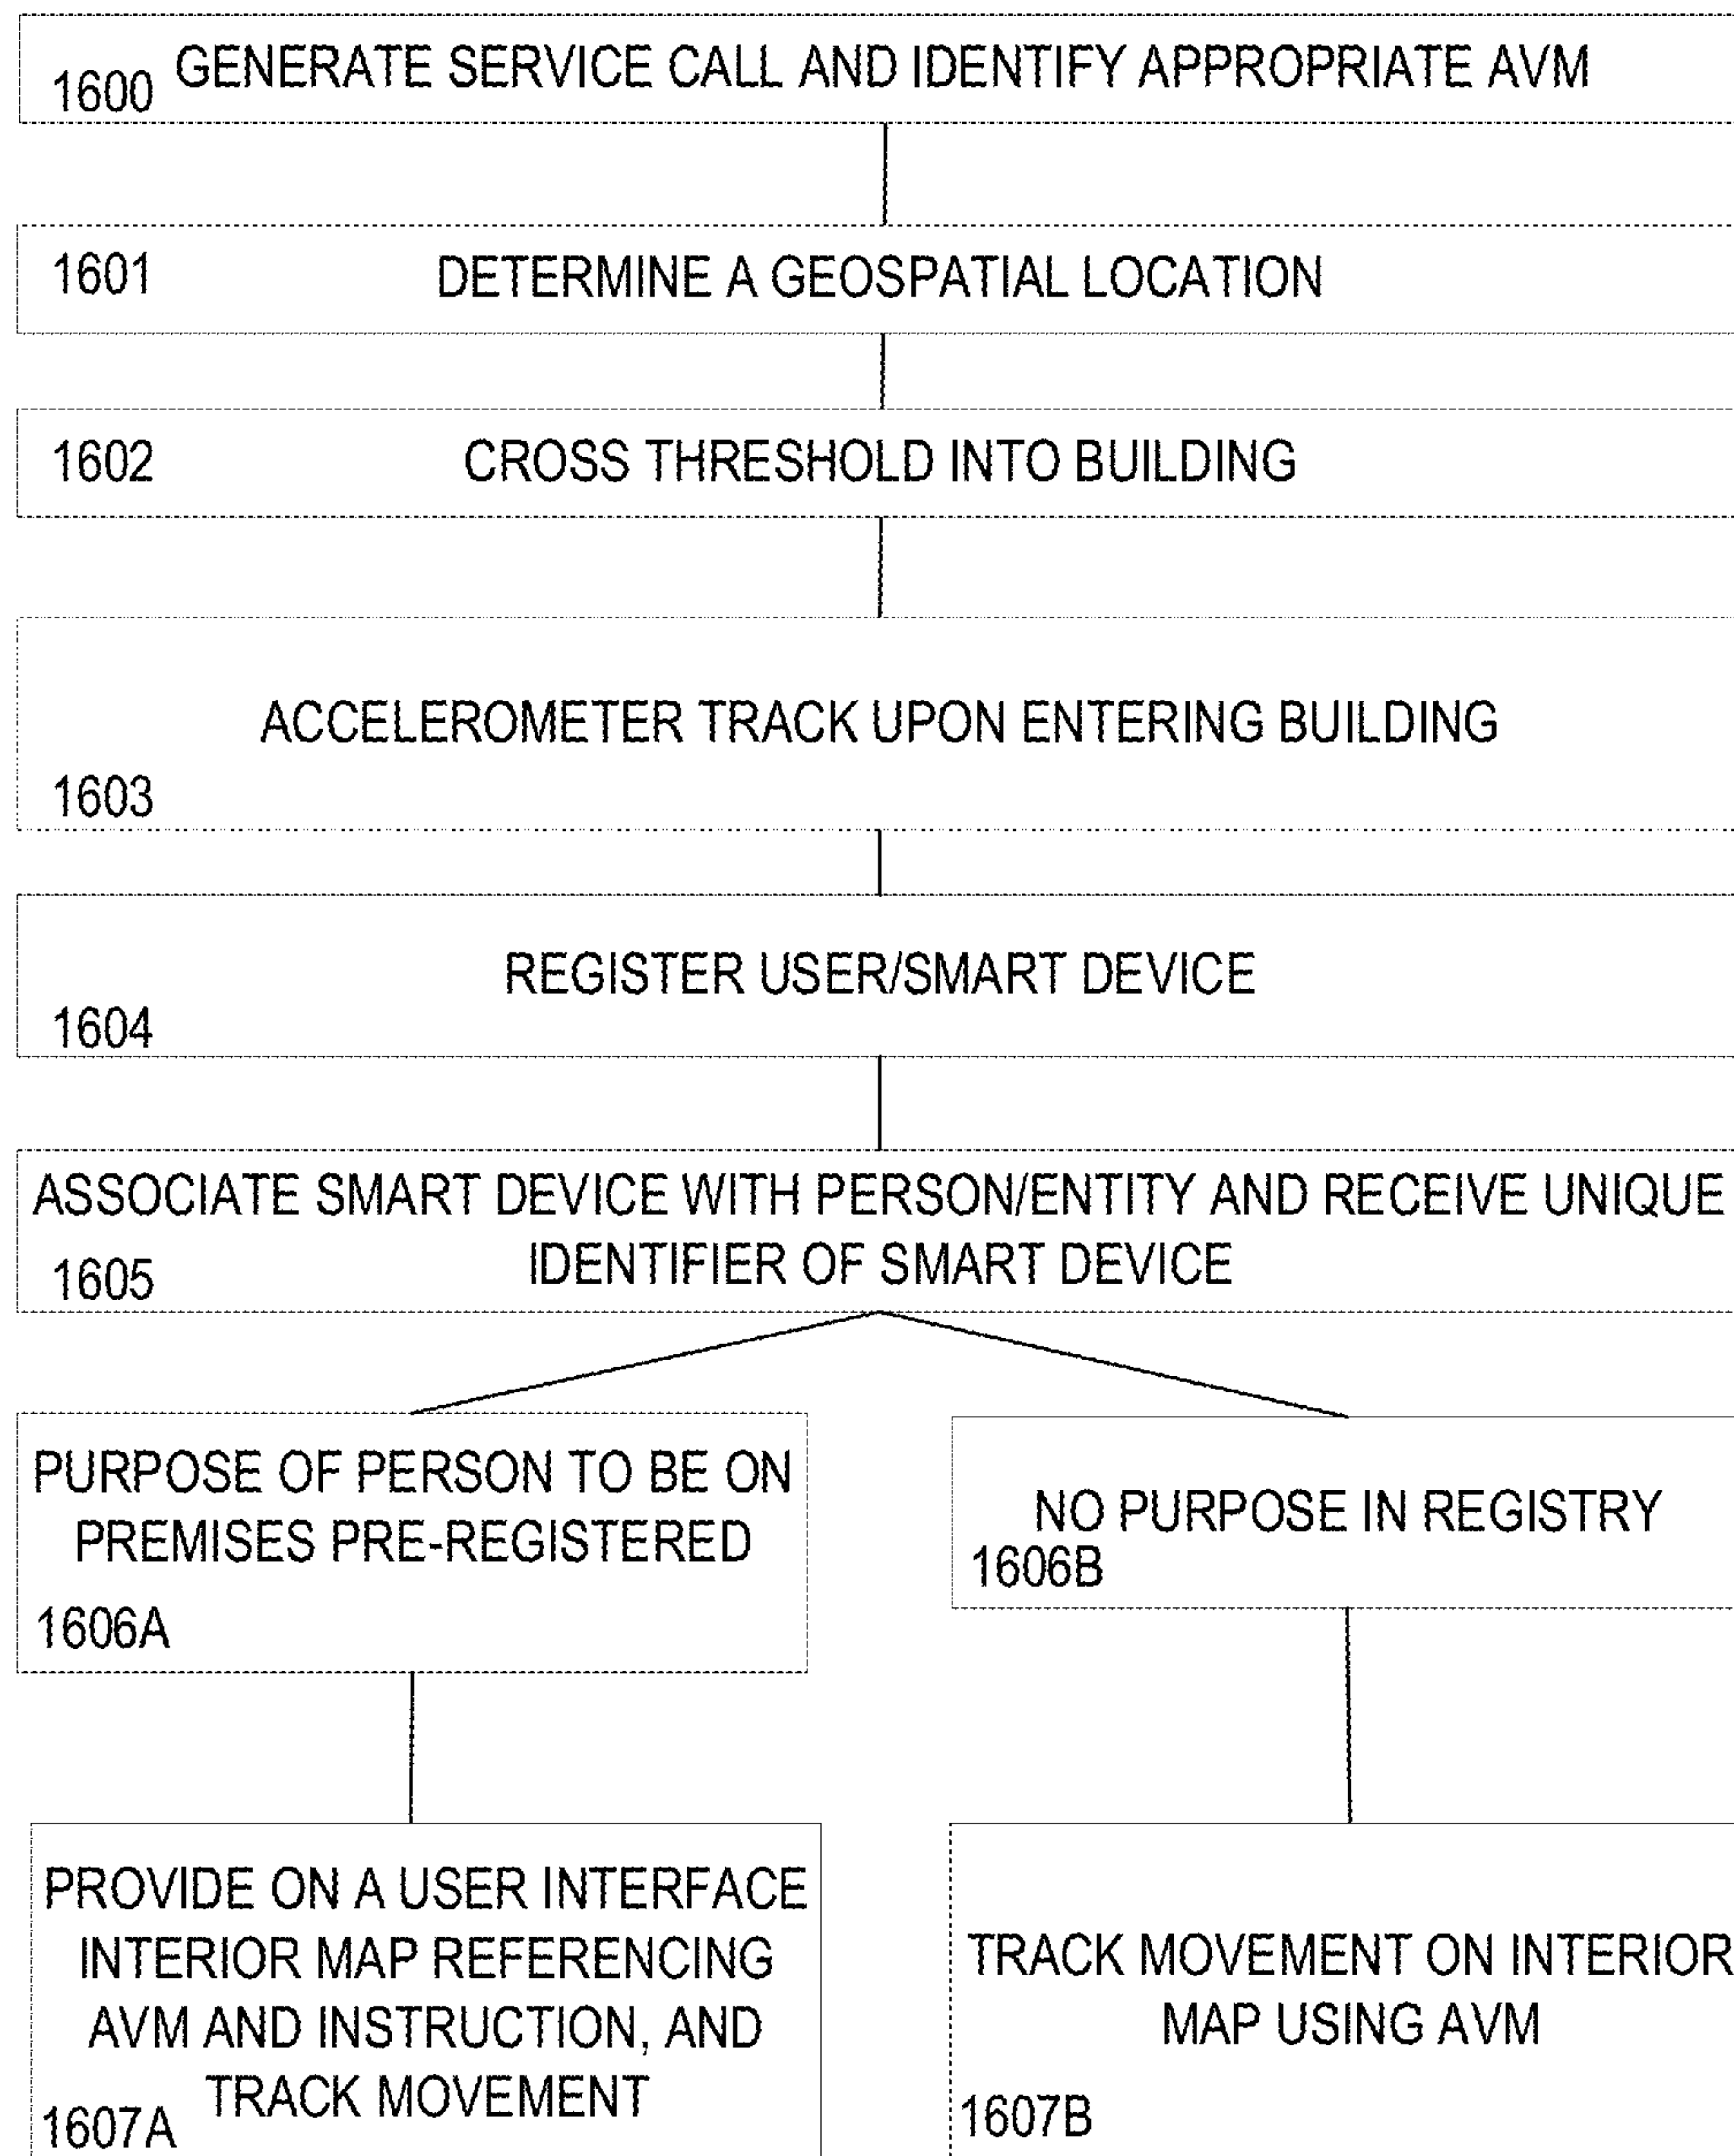 1600 GENERATE SERVICE CALL AND IDENTIFY APPROPRIATE AVM
1601 DETERMINE A GEOSPATIAL LOCATION
1602 CROSS THRESHOLD INTO BUILDING
ACCELEROMETER TRACK UPON ENTERING BUILDING
1603
REGISTER USER/SMART DEVICE
1604
ASSOCIATE SMART DEVICE WITH PERSON/ENTITY AND RECEIVE UNIQUE
1605 IDENTIFIER OF SMART DEVICE
PURPOSE OF PERSON TO BE ON
PREMISES PRE-REGISTERED
1606A
NO PURPOSE IN REGISTRY
1606B
PROVIDE ON A USER INTERFACE
INTERIOR MAP REFERENCING
AVM AND INSTRUCTION, AND
1607A TRACK MOVEMENT
TRACK MOVEMENT ON INTERIOR
MAP USING AVM
1607B